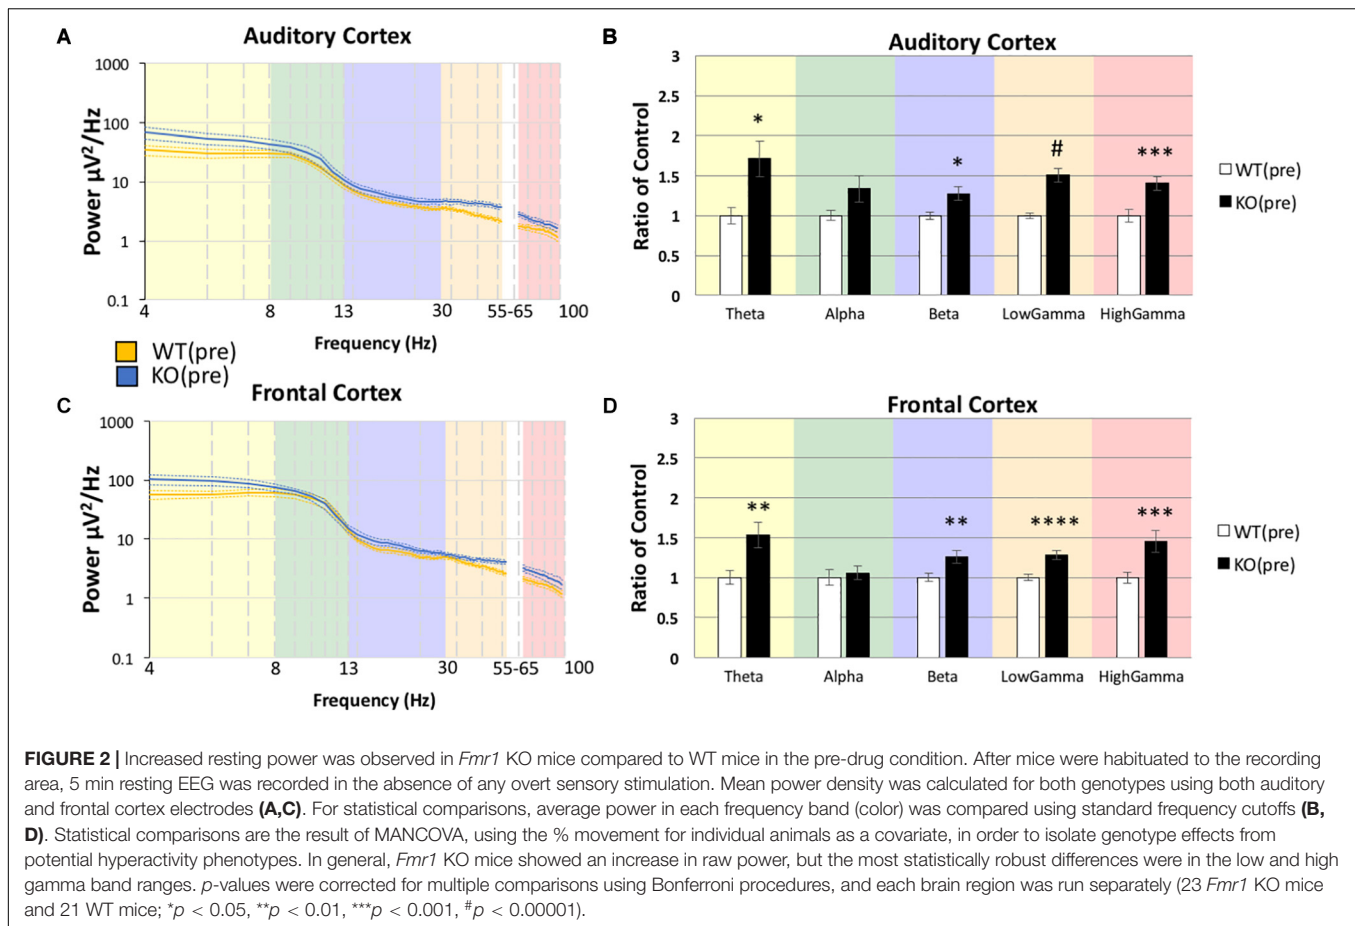 A
Auditory Cortex
1000
100
10
1
0.1
Power µV²/Hz
4 8 13 30 55-65 100
Frequency (Hz)
WT(pre)
KO(pre)
B
Auditory Cortex
3
2.5
2
1.5
1
0.5
0
Ratio of Control
* * # ***
Theta Alpha Beta LowGamma HighGamma
WT(pre)
KO(pre)
C
Frontal Cortex
1000
100
10
1
0.1
Power µV²/Hz
4 8 13 30 55-65 100
Frequency (Hz)
D
Frontal Cortex
3
2.5
2
1.5
1
0.5
0
Ratio of Control
** ** **** ***
Theta Alpha Beta LowGamma HighGamma
WT(pre)
KO(pre)
FIGURE 2 | Increased resting power was observed in Fmr1 KO mice compared to WT mice in the pre-drug condition. After mice were habituated to the recording
area, 5 min resting EEG was recorded in the absence of any overt sensory stimulation. Mean power density was calculated for both genotypes using both auditory
and frontal cortex electrodes (A,C). For statistical comparisons, average power in each frequency band (color) was compared using standard frequency cutoffs (B,
D). Statistical comparisons are the result of MANCOVA, using the % movement for individual animals as a covariate, in order to isolate genotype effects from
potential hyperactivity phenotypes. In general, Fmr1 KO mice showed an increase in raw power, but the most statistically robust differences were in the low and high
gamma band ranges. p-values were corrected for multiple comparisons using Bonferroni procedures, and each brain region was run separately (23 Fmr1 KO mice
and 21 WT mice; *p < 0.05, **p < 0.01, ***p < 0.001, #p < 0.00001).